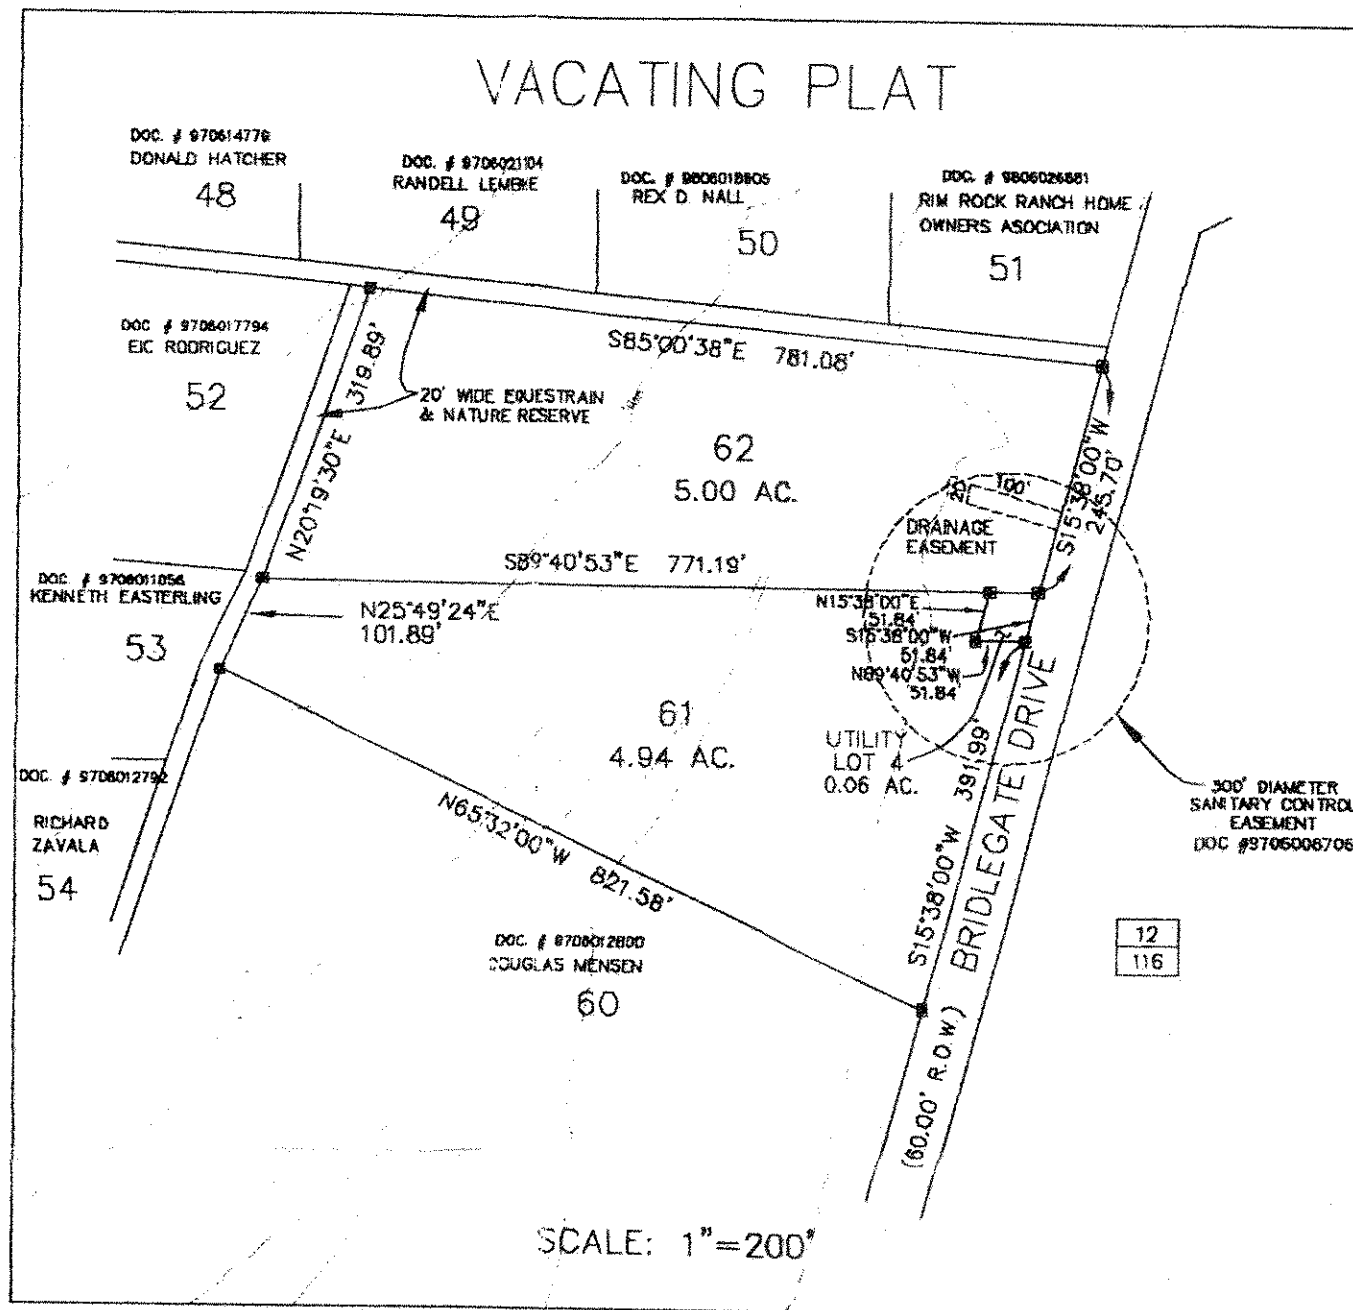 VACATING PLAT
DOC. # 970614779
DONALD HATCHER
48
DOC. # 9706021104
RANDELL LEMBKE
49
DOC. # 9806018805
REX D. NALL
50
DOC. # 9806026881
RIM ROCK RANCH HOME
OWNERS ASOCIATION
51
DOC # 9706017794
EIC RODRIGUEZ
52
N20°19'30"E 319.89'
20' WIDE EQUESTRAIN
& NATURE RESERVE
S85°00'38"E 781.08'
62
5.00 AC.
S15°38'00"W
245.70'
20'
100'
DRAINAGE
EASEMENT
S89°40'53"E 771.19'
DOC. # 9706011056
KENNETH EASTERLING
53
N25°49'24"E
101.89'
N15°38'00"E
51.84'
S15°38'00"W
51.84'
N89°40'53"W
51.84'
61
4.94 AC.
UTILITY
LOT 4
0.06 AC.
S15°38'00"W 391.99'
BRIDLEGATE DRIVE
(60.00' R.O.W.)
300' DIAMETER
SANITARY CONTROL
EASEMENT
DOC #9706008706
DOC. # 9706012792
RICHARD
ZAVALA
54
N65°32'00"W 821.58'
DOC. # 9706012800
DOUGLAS MENSEN
60
12
116
SCALE: 1"=200'